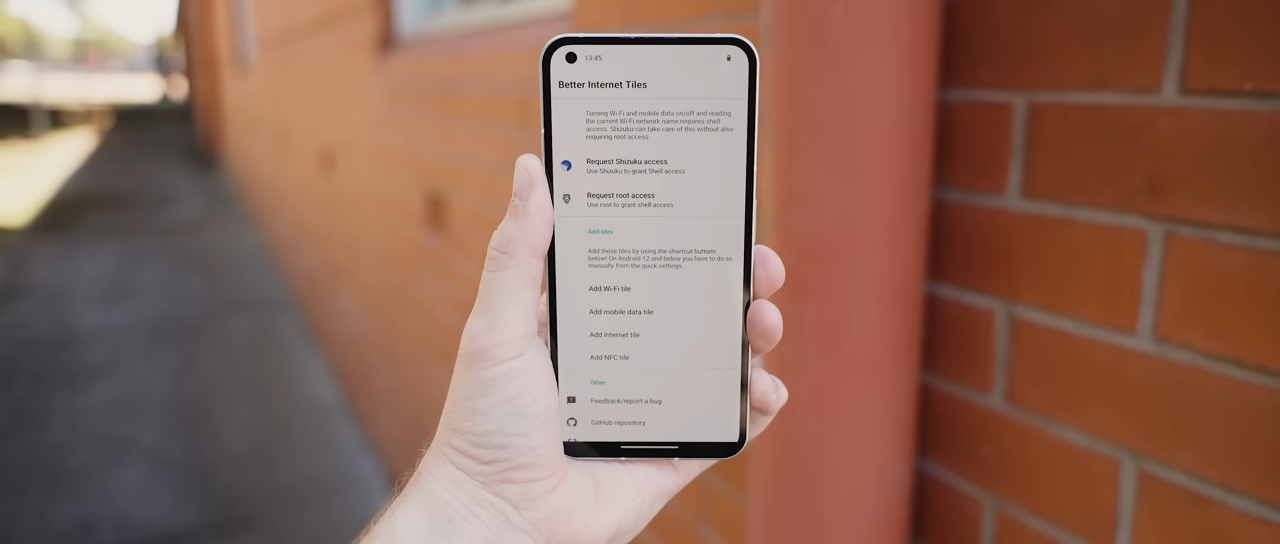 13:45
Better Internet Tiles
Turning Wi-Fi and mobile data on/off and reading
the current Wi-Fi network name requires shell
access. Shizuku can take care of this without also
requiring root access.
Request Shizuku access
Use Shizuku to grant Shell access
Request root access
Use root to grant shell access
Add tiles
Add these tiles by using the shortcut buttons
below! On Android 12 and below you have to do so
manually from the quick-settings.
Add Wi-Fi tile
Add mobile data tile
Add Internet tile
Add NFC tile
Other
Feedback/report a bug
GitHub repository